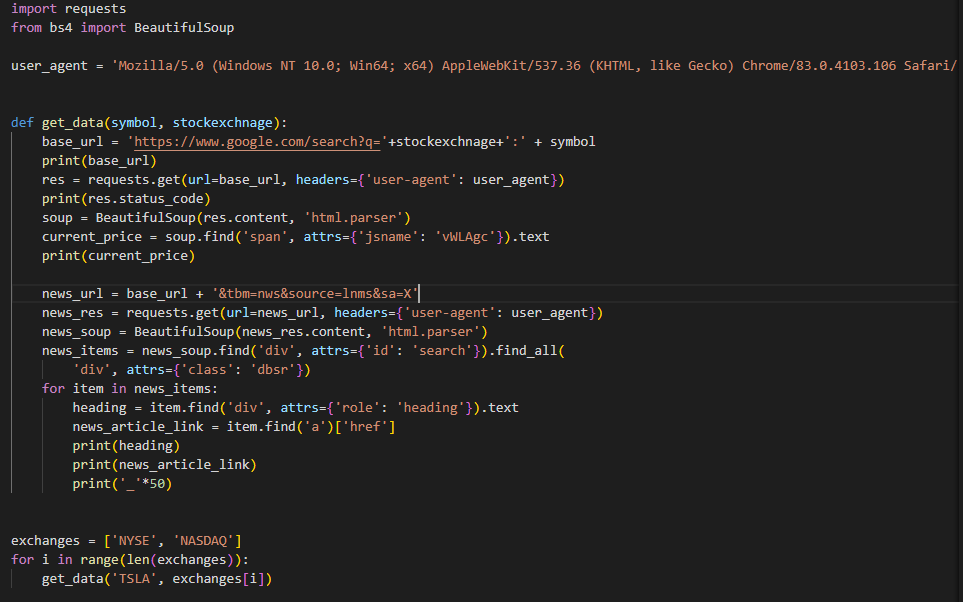 import requests
from bs4 import BeautifulSoup
user_agent = 'Mozilla/5.0 (Windows NT 10.0; Win64; x64) AppleWebKit/537.36 (KHTML, like Gecko) Chrome/83.0.4103.106 Safari/
def get_data(symbol, stockexchnage):
    base_url = 'https://www.google.com/search?q='+stockexchnage+':' + symbol
    print(base_url)
    res = requests.get(url=base_url, headers={'user-agent': user_agent})
    print(res.status_code)
    soup = BeautifulSoup(res.content, 'html.parser')
    current_price = soup.find('span', attrs={'jsname': 'vWLAgc'}).text
    print(current_price)
    news_url = base_url + '&tbm=nws&source=lnms&sa=X'
    news_res = requests.get(url=news_url, headers={'user-agent': user_agent})
    news_soup = BeautifulSoup(news_res.content, 'html.parser')
    news_items = news_soup.find('div', attrs={'id': 'search'}).find_all(
        'div', attrs={'class': 'dbsr'})
    for item in news_items:
        heading = item.find('div', attrs={'role': 'heading'}).text
        news_article_link = item.find('a')['href']
        print(heading)
        print(news_article_link)
        print('_'*50)
exchanges = ['NYSE', 'NASDAQ']
for i in range(len(exchanges)):
    get_data('TSLA', exchanges[i])